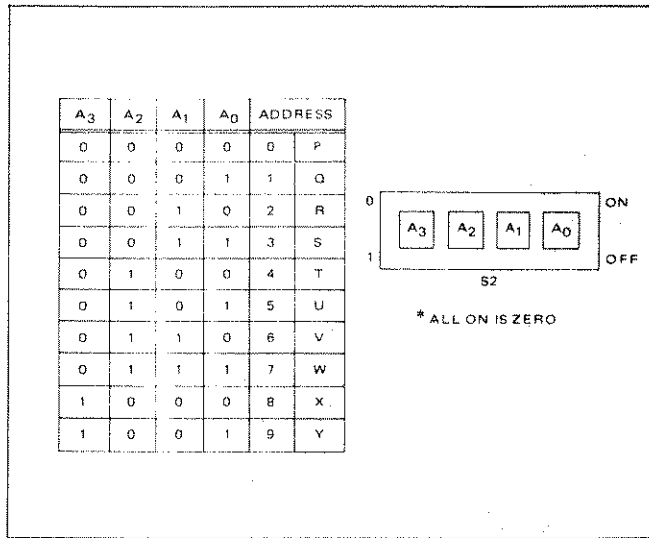 A3 A2 A1 A0 ADDRESS
0 0 0 0 0 P
0 0 0 1 1 Q
0 0 1 0 2 R
0 0 1 1 3 S
0 1 0 0 4 T
0 1 0 1 5 U
0 1 1 0 6 V
0 1 1 1 7 W
1 0 0 0 8 X
1 0 0 1 9 Y
0 ON
A3 A2 A1 A0
1 OFF
S2
* ALL ON IS ZERO